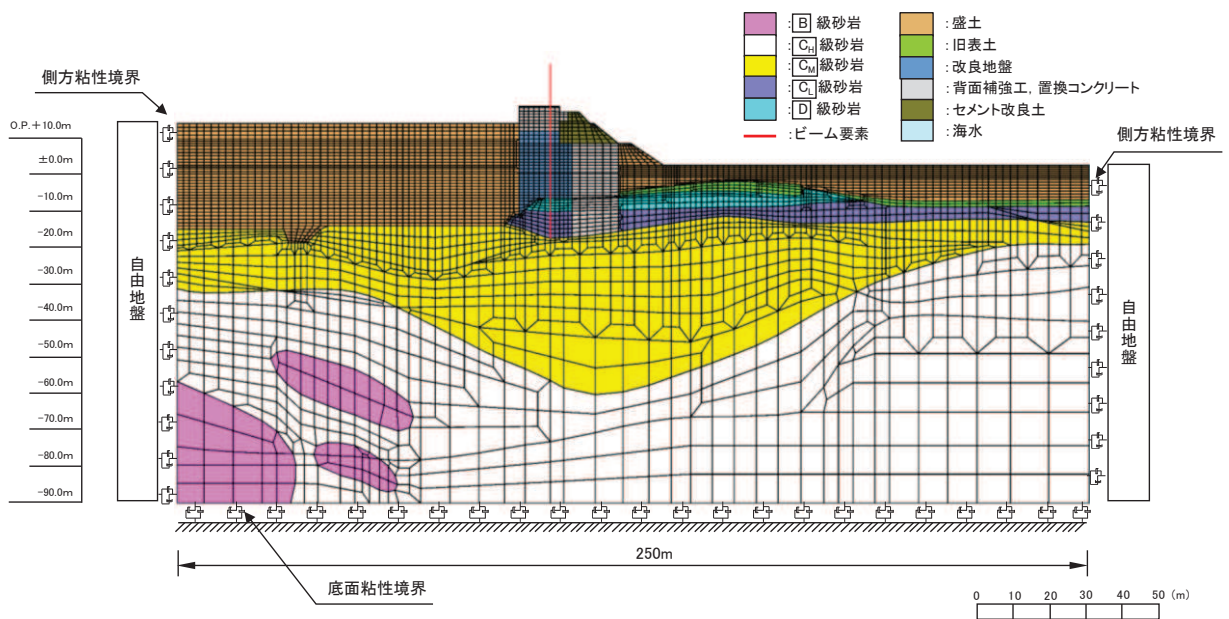 B 級砂岩
CH 級砂岩
CM 級砂岩
CL 級砂岩
D 級砂岩
:ビーム要素
:盛土
:旧表土
:改良地盤
:背面補強工, 置換コンクリート
:セメント改良土
:海水
側方粘性境界
側方粘性境界
O.P.+10.0m
±0.0m
-10.0m
-20.0m
-30.0m
-40.0m
-50.0m
-60.0m
-70.0m
-80.0m
-90.0m
自由地盤
自由地盤
250m
底面粘性境界
0 10 20 30 40 50 (m)